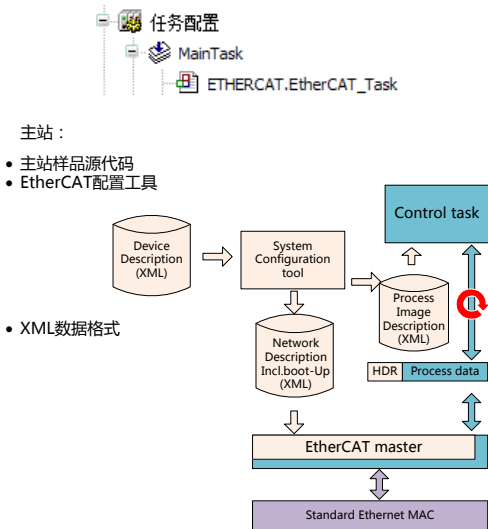 任务配置
MainTask
ETHERCAT.EtherCAT_Task
主站：
• 主站样品源代码
• EtherCAT配置工具
Control task
Device
Description
(XML)
System
Configuration
tool
Process
Image
Description
(XML)
• XML数据格式
Network
Description
Incl.boot-Up
(XML)
HDR
Process data
EtherCAT master
Standard Ethernet MAC